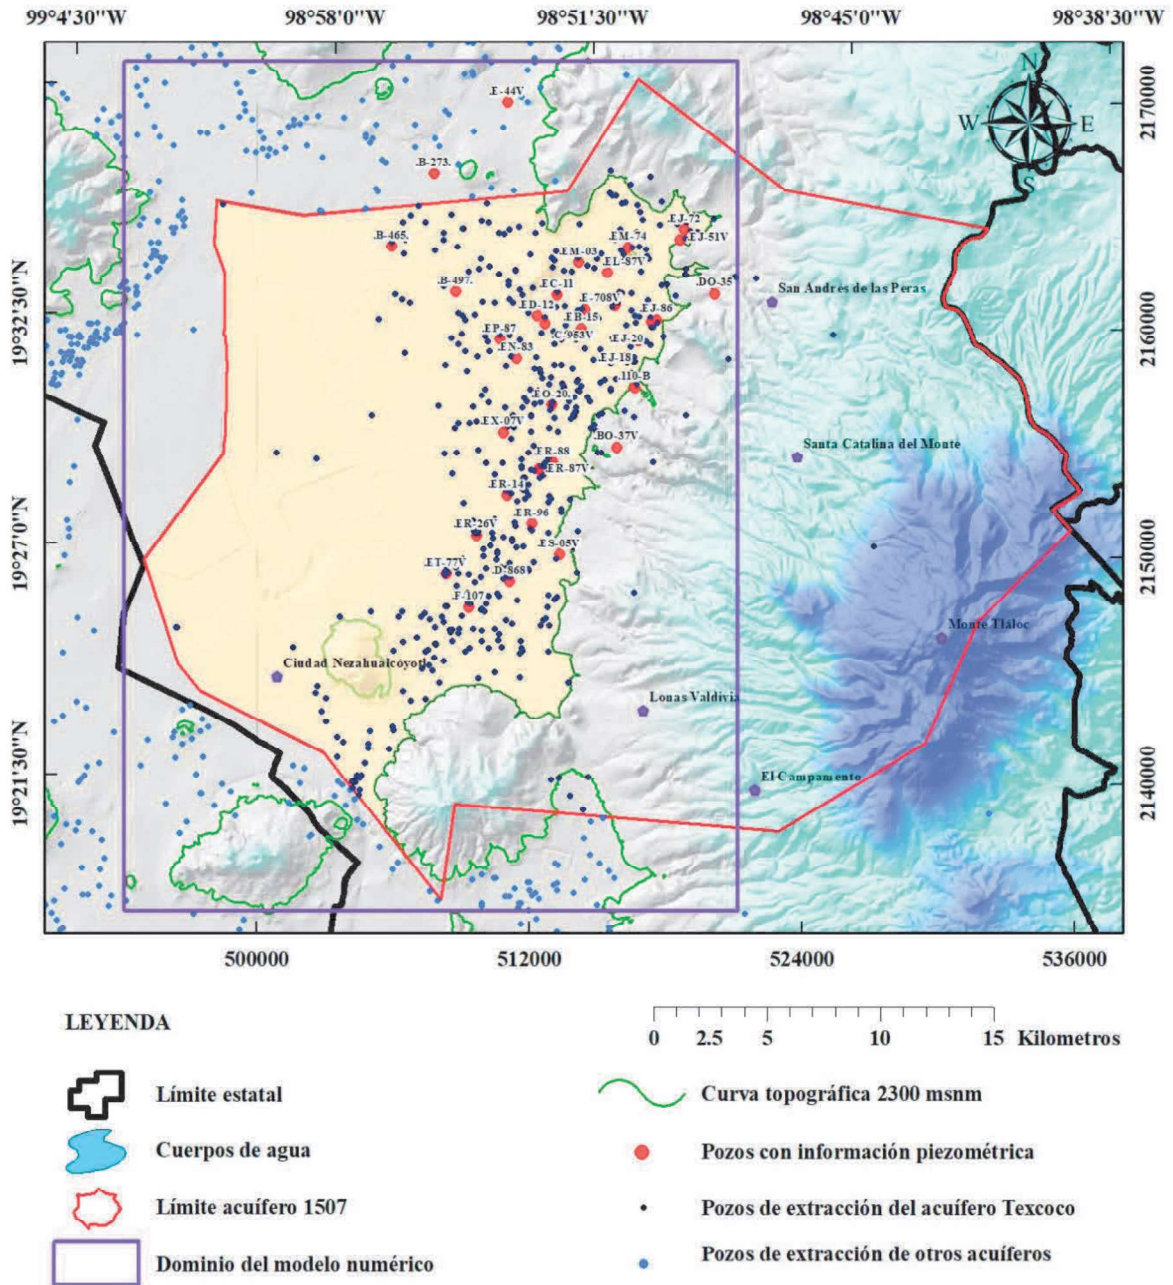 99°4'30"W 98°58'0"W 98°51'30"W 98°45'0"W 98°38'30"W
N
W E
S
2170000
.E-44V
.B-273.
.EJ-72
.B-465.
.EM-74
.EJ-51V
.EM-03
.EL-87V
.B-497.
.EC-11
.DO-35
San Andrés de las Peras
19°32'30"N
.E-708V
.ED-12
.EJ-86
.EB-15
2160000
.EP-87
.EJ-20.
.EN-83
.EJ-18
.110-B
.EO-20.
.EX-07V
.BO-37V
Santa Catalina del Monte
.ER-88
.ER-87V
.ER-14
.ER-96
.ER-26V
19°27'0"N
.ES-05V
2150000
.ET-77V
.D-868
.F-107
Monte Tláloc
Ciudad Nezahualcóyotl
Lonas Valdivia
19°21'30"N
El Campamento
2140000
500000 512000 524000 536000
LEYENDA
0 2.5 5 10 15 Kilometros
Límite estatal
Curva topográfica 2300 msnm
Cuerpos de agua
Pozos con información piezométrica
Límite acuífero 1507
Pozos de extracción del acuífero Texcoco
Dominio del modelo numérico
Pozos de extracción de otros acuíferos